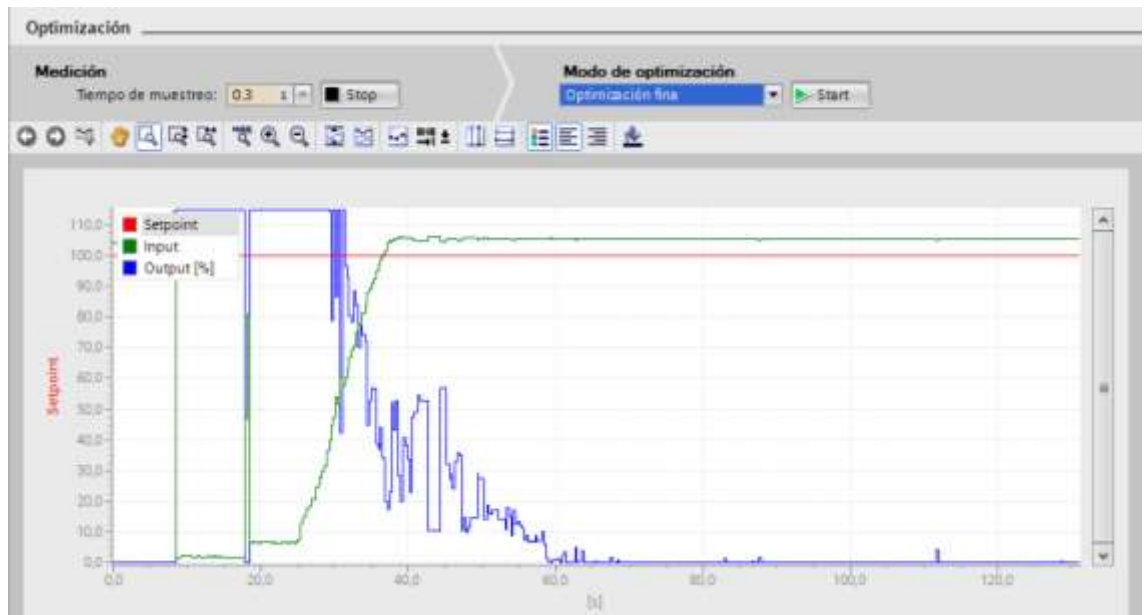 Optimización
Medición
Tiempo de muestreo: 0.3 s Stop
Modo de optimización
Optimización fina Start
Setpoint
Input
Output [%]
110,0
100,0
90,0
80,0
70,0
60,0
50,0
40,0
30,0
20,0
10,0
0,0
Setpoint
0,0 20,0 40,0 60,0 80,0 100,0 120,0
[s]